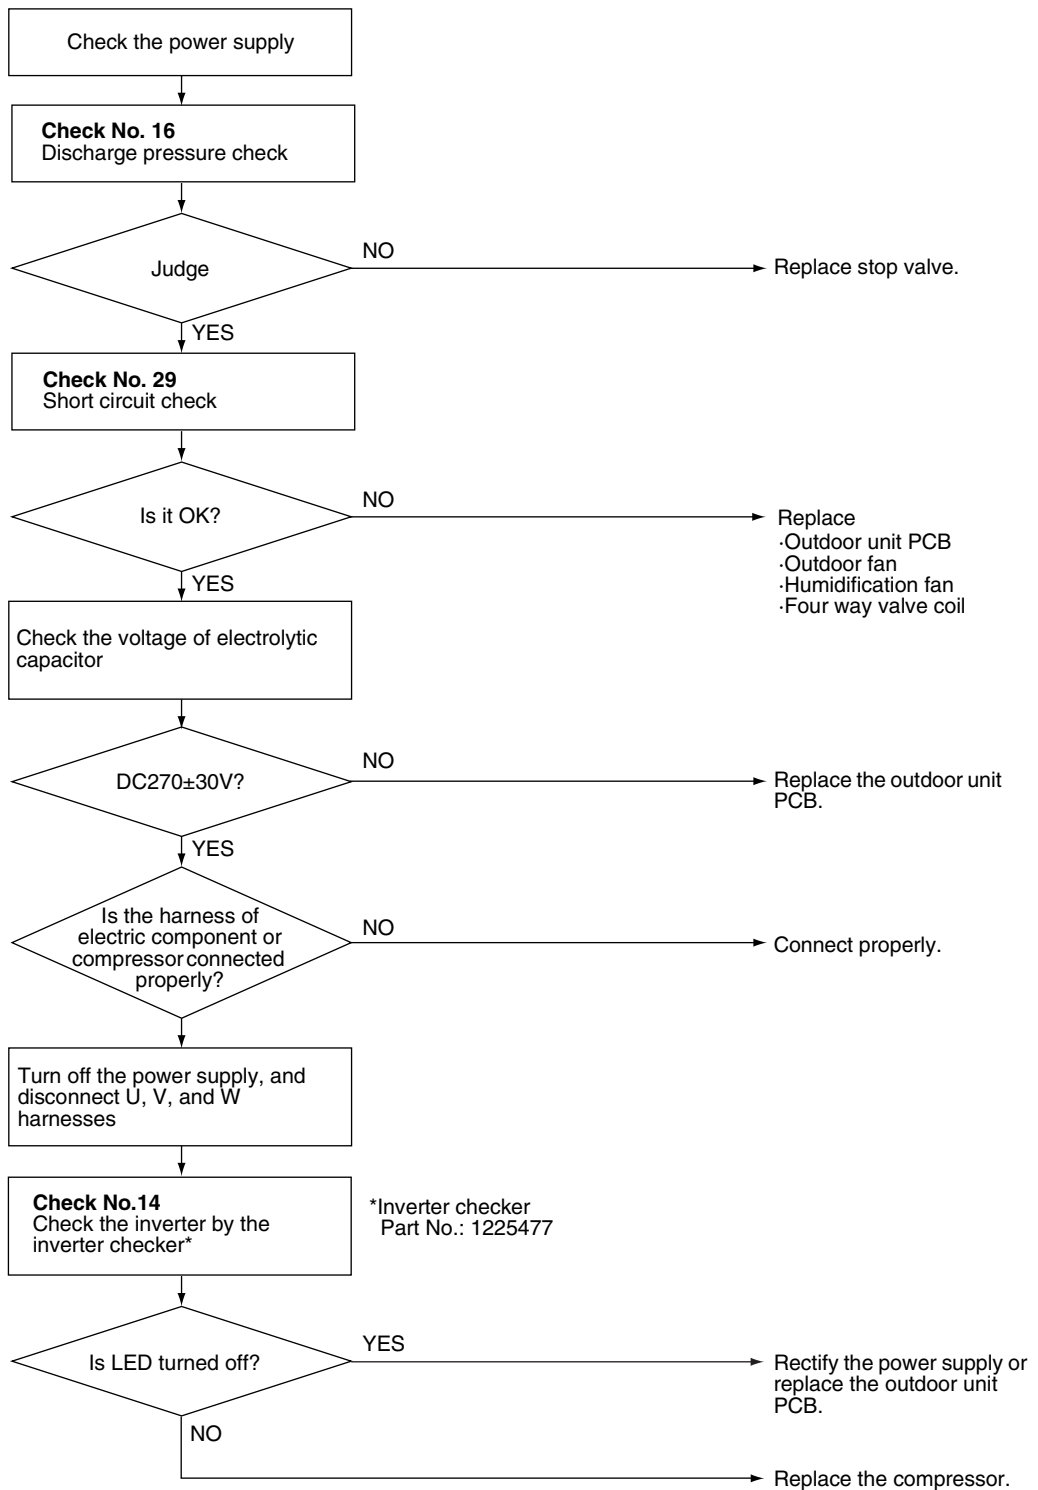 Check the power supply
Check No. 16
Discharge pressure check
Judge
NO
Replace stop valve.
YES
Check No. 29
Short circuit check
Is it OK?
NO
Replace
·Outdoor unit PCB
·Outdoor fan
·Humidification fan
·Four way valve coil
YES
Check the voltage of electrolytic
capacitor
DC270±30V?
NO
Replace the outdoor unit
PCB.
YES
Is the harness of
electric component or
compressor connected
properly?
NO
Connect properly.
Turn off the power supply, and
disconnect U, V, and W
harnesses
Check No.14
Check the inverter by the
inverter checker*
*Inverter checker
Part No.: 1225477
Is LED turned off?
YES
Rectify the power supply or
replace the outdoor unit
PCB.
NO
Replace the compressor.